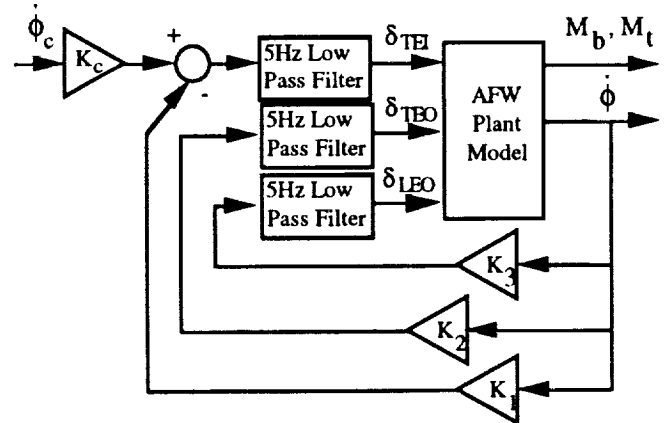 φ̇c
Kc
+
-
5Hz Low
Pass Filter
δTEI
5Hz Low
Pass Filter
δTEO
5Hz Low
Pass Filter
δLEO
AFW
Plant
Model
Mb, Mt
φ̇
K3
K2
K1